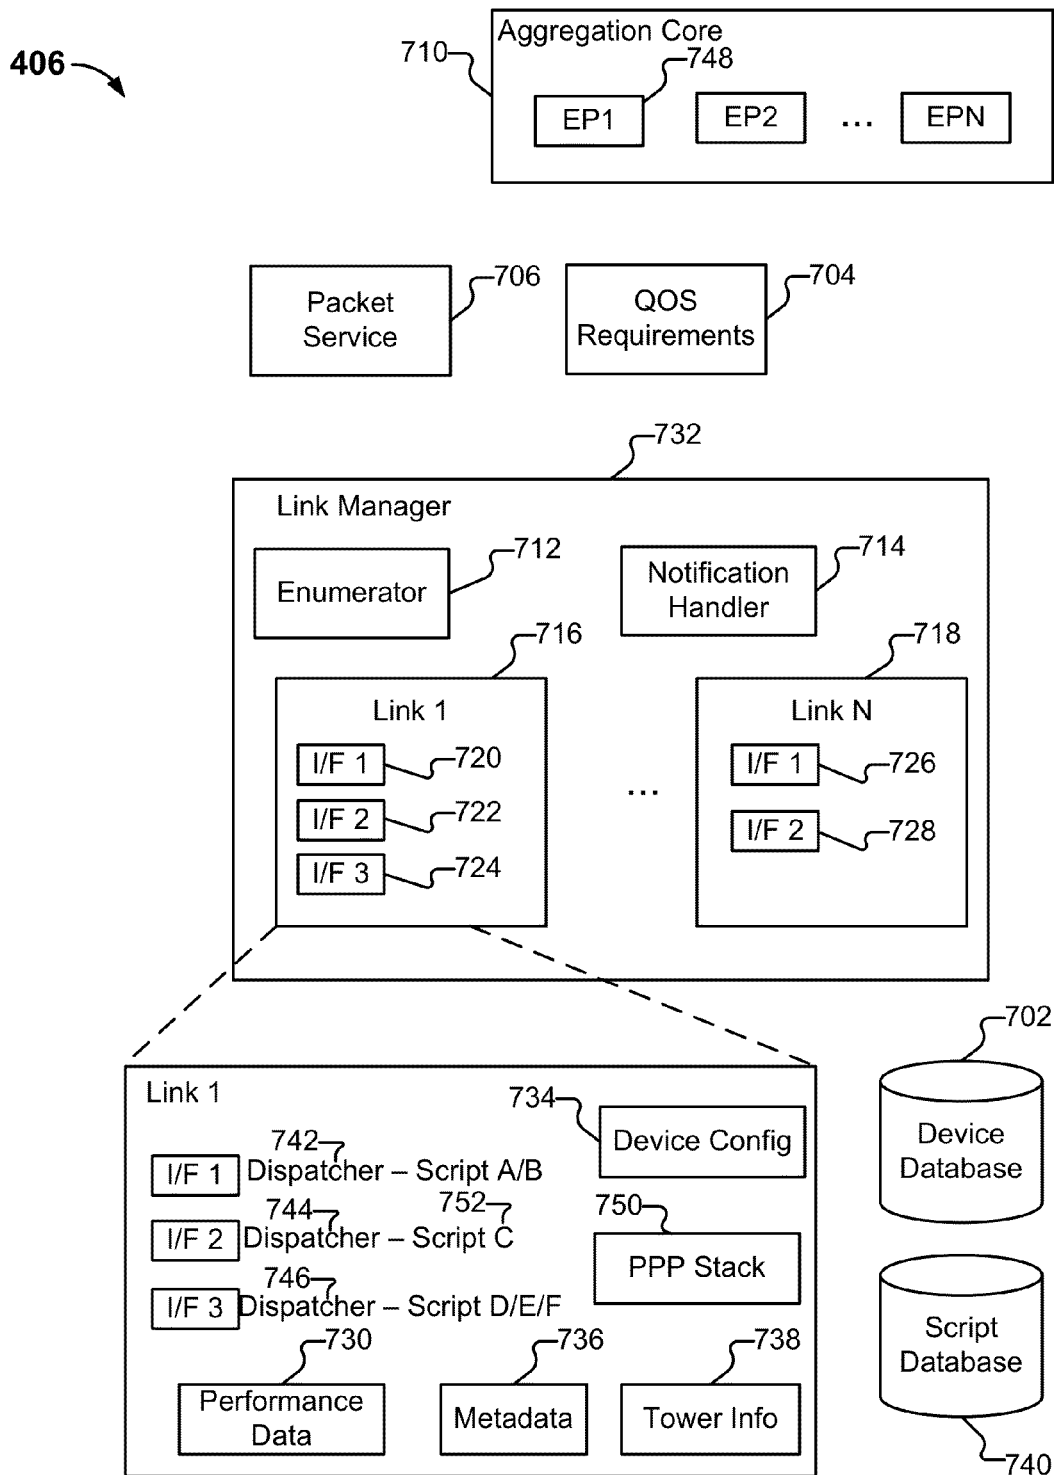 Aggregation Core
406
710
748
EP1
EP2
...
EPN
706
704
Packet
Service
QOS
Requirements
732
Link Manager
712
714
Enumerator
Notification
Handler
716
718
Link 1
Link N
I/F 1
720
I/F 2
722
I/F 3
724
...
I/F 1
726
I/F 2
728
702
Link 1
734
Device Config
742
I/F 1
Dispatcher – Script A/B
744
752
I/F 2
Dispatcher – Script C
746
I/F 3
Dispatcher – Script D/E/F
750
PPP Stack
Device
Database
730
736
738
Performance
Data
Metadata
Tower Info
Script
Database
740